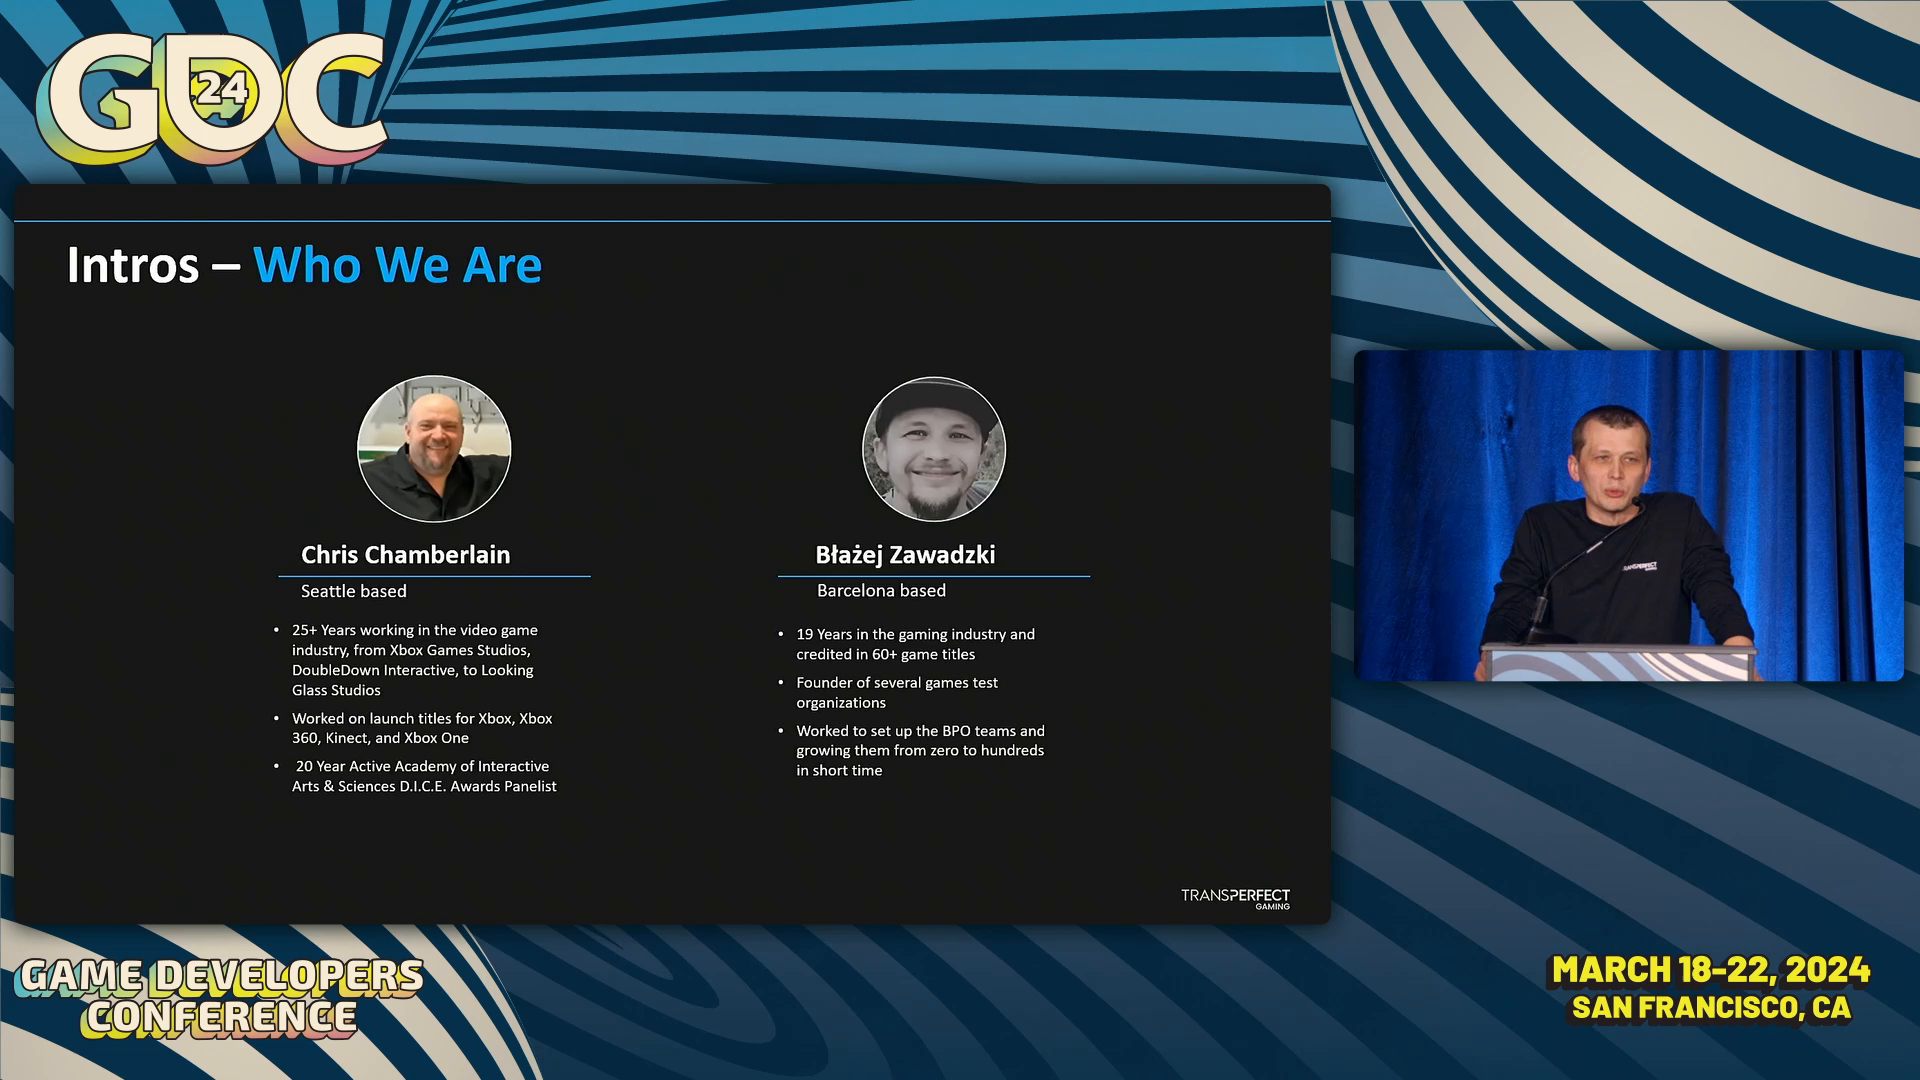 GDC
24
Intros – Who We Are
Chris Chamberlain
Seattle based
• 25+ Years working in the video game
industry, from Xbox Games Studios,
DoubleDown Interactive, to Looking
Glass Studios
• Worked on launch titles for Xbox, Xbox
360, Kinect, and Xbox One
• 20 Year Active Academy of Interactive
Arts & Sciences D.I.C.E. Awards Panelist
Błażej Zawadzki
Barcelona based
• 19 Years in the gaming industry and
credited in 60+ game titles
• Founder of several games test
organizations
• Worked to set up the BPO teams and
growing them from zero to hundreds
in short time
TRANSPERFECT
GAMING
TRANSPERFECT
GAME DEVELOPERS
CONFERENCE
MARCH 18-22, 2024
SAN FRANCISCO, CA